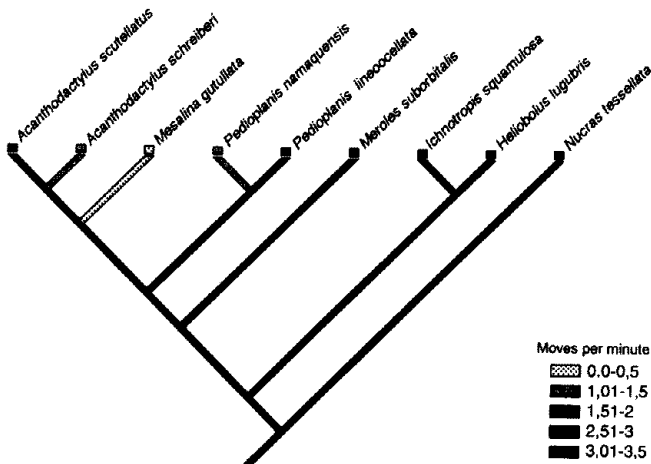 Acanthodactylus scutellatus
Acanthodactylus schreiberi
Mesalina gutullata
Pedioplanis namaquensis
Pedioplanis lineoocellata
Meroles suborbitalis
Ichnotropis squamulosa
Heliobolus lugubris
Nucras tessellata
Moves per minute
0.0-0,5
1,01-1,5
1,51-2
2,51-3
3,01-3,5